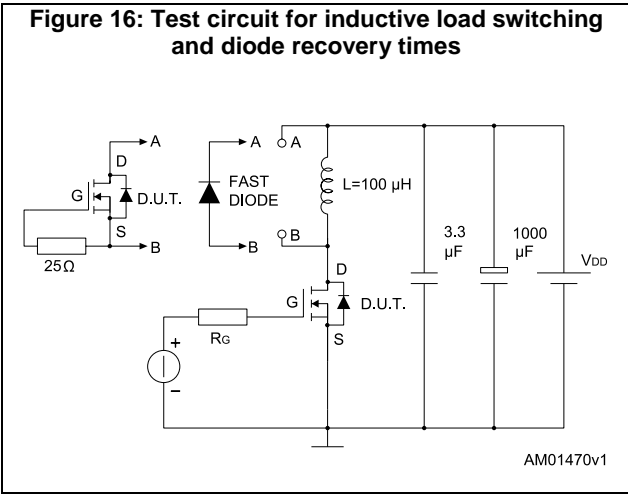 Figure 16: Test circuit for inductive load switching
and diode recovery times
A
D
G
D.U.T.
S
B
25Ω
A
FAST
DIODE
B
A
L=100 µH
B
D
G
D.U.T.
S
RG
+
−
3.3
µF
1000
µF
VDD
AM01470v1